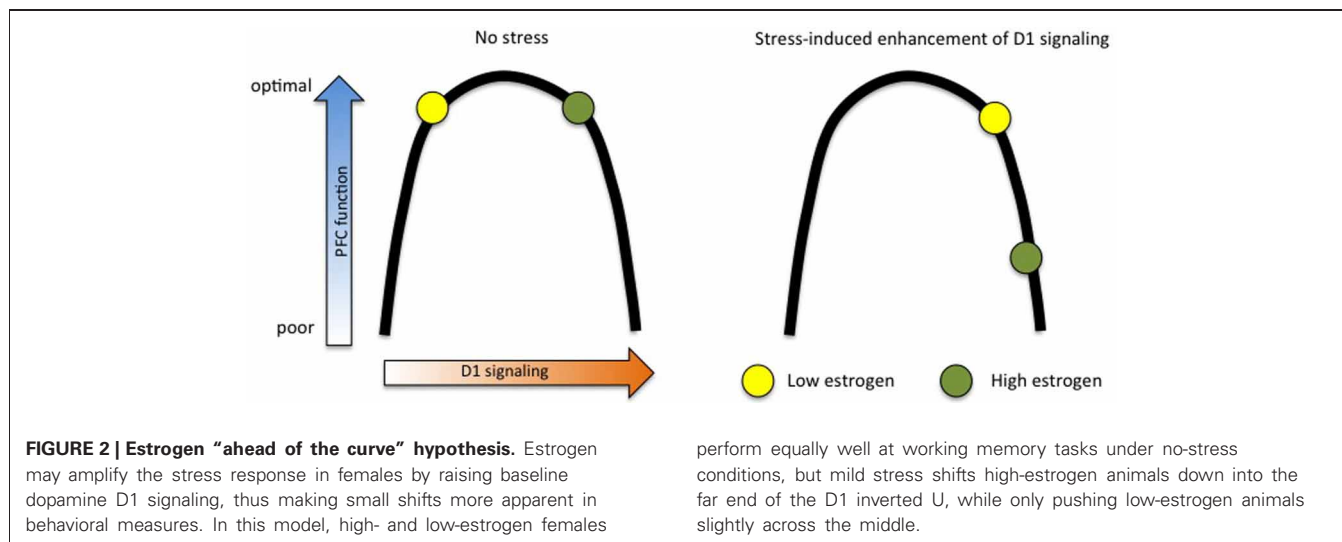 No stress
Stress-induced enhancement of D1 signaling
optimal
PFC function
poor
D1 signaling
Low estrogen
High estrogen
FIGURE 2 | Estrogen “ahead of the curve” hypothesis. Estrogen
may amplify the stress response in females by raising baseline
dopamine D1 signaling, thus making small shifts more apparent in
behavioral measures. In this model, high- and low-estrogen females
perform equally well at working memory tasks under no-stress
conditions, but mild stress shifts high-estrogen animals down into the
far end of the D1 inverted U, while only pushing low-estrogen animals
slightly across the middle.